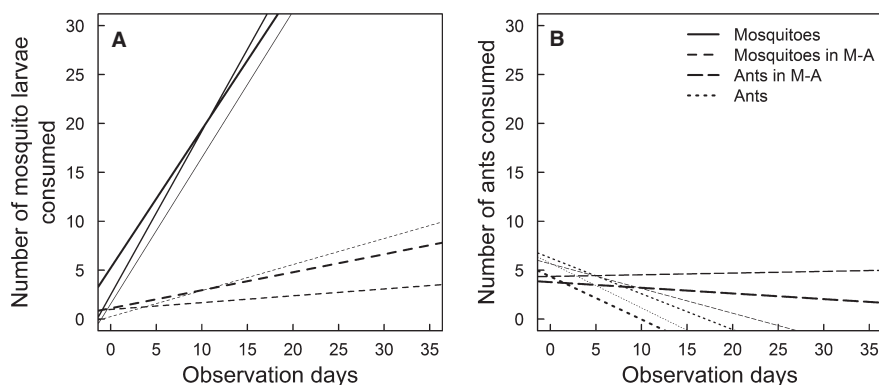 A
Number of mosquito larvae
consumed
30
25
20
15
10
5
0
0 5 10 15 20 25 30 35
Observation days
B
Number of ants consumed
30
25
20
15
10
5
0
0 5 10 15 20 25 30 35
Observation days
Mosquitoes
Mosquitoes in M-A
Ants in M-A
Ants